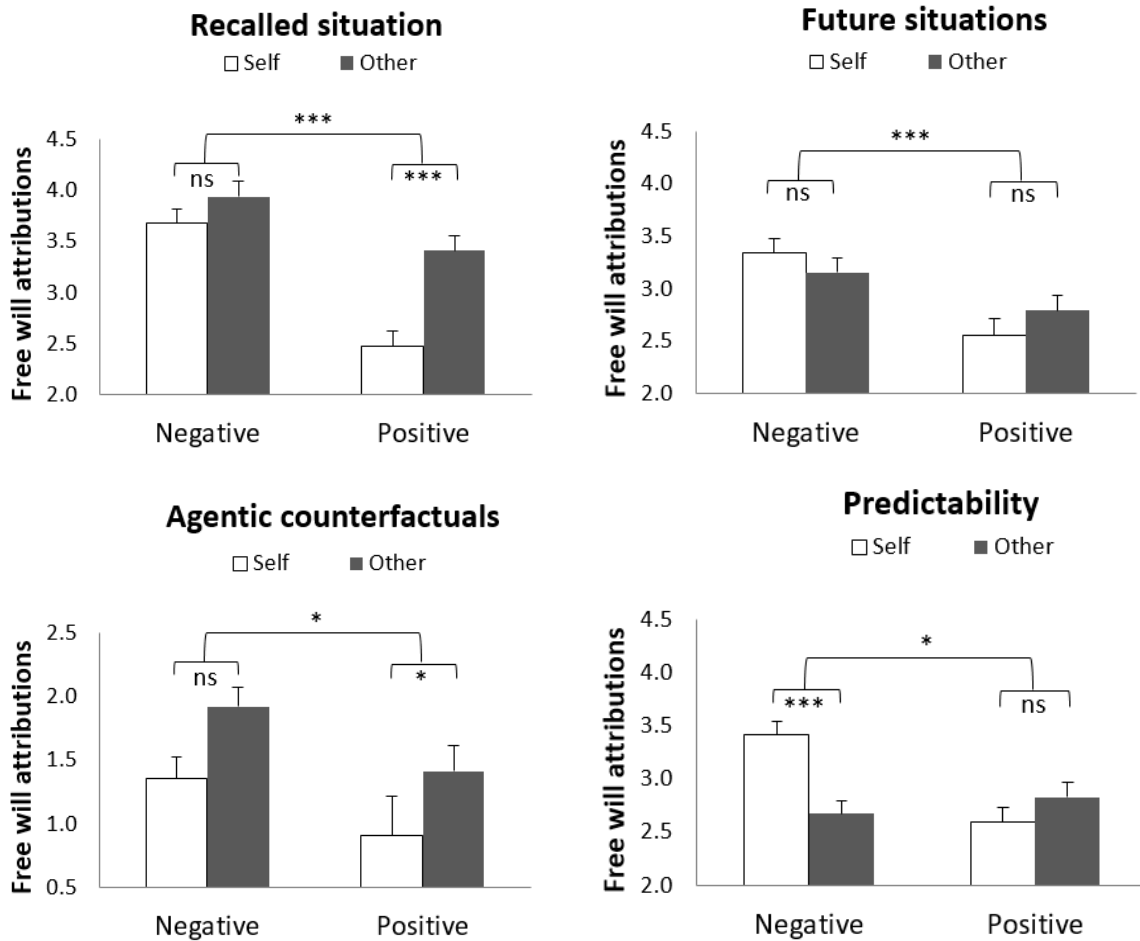 Recalled situation
Self Other
Free will attributions
4.5
4.0
3.5
3.0
2.5
2.0
***
ns
***
Negative Positive
Future situations
Self Other
Free will attributions
4.5
4.0
3.5
3.0
2.5
2.0
***
ns
ns
Negative Positive
Agentic counterfactuals
Self Other
Free will attributions
2.5
2.0
1.5
1.0
0.5
*
ns
*
Negative Positive
Predictability
Self Other
Free will attributions
4.5
4.0
3.5
3.0
2.5
2.0
*
***
ns
Negative Positive